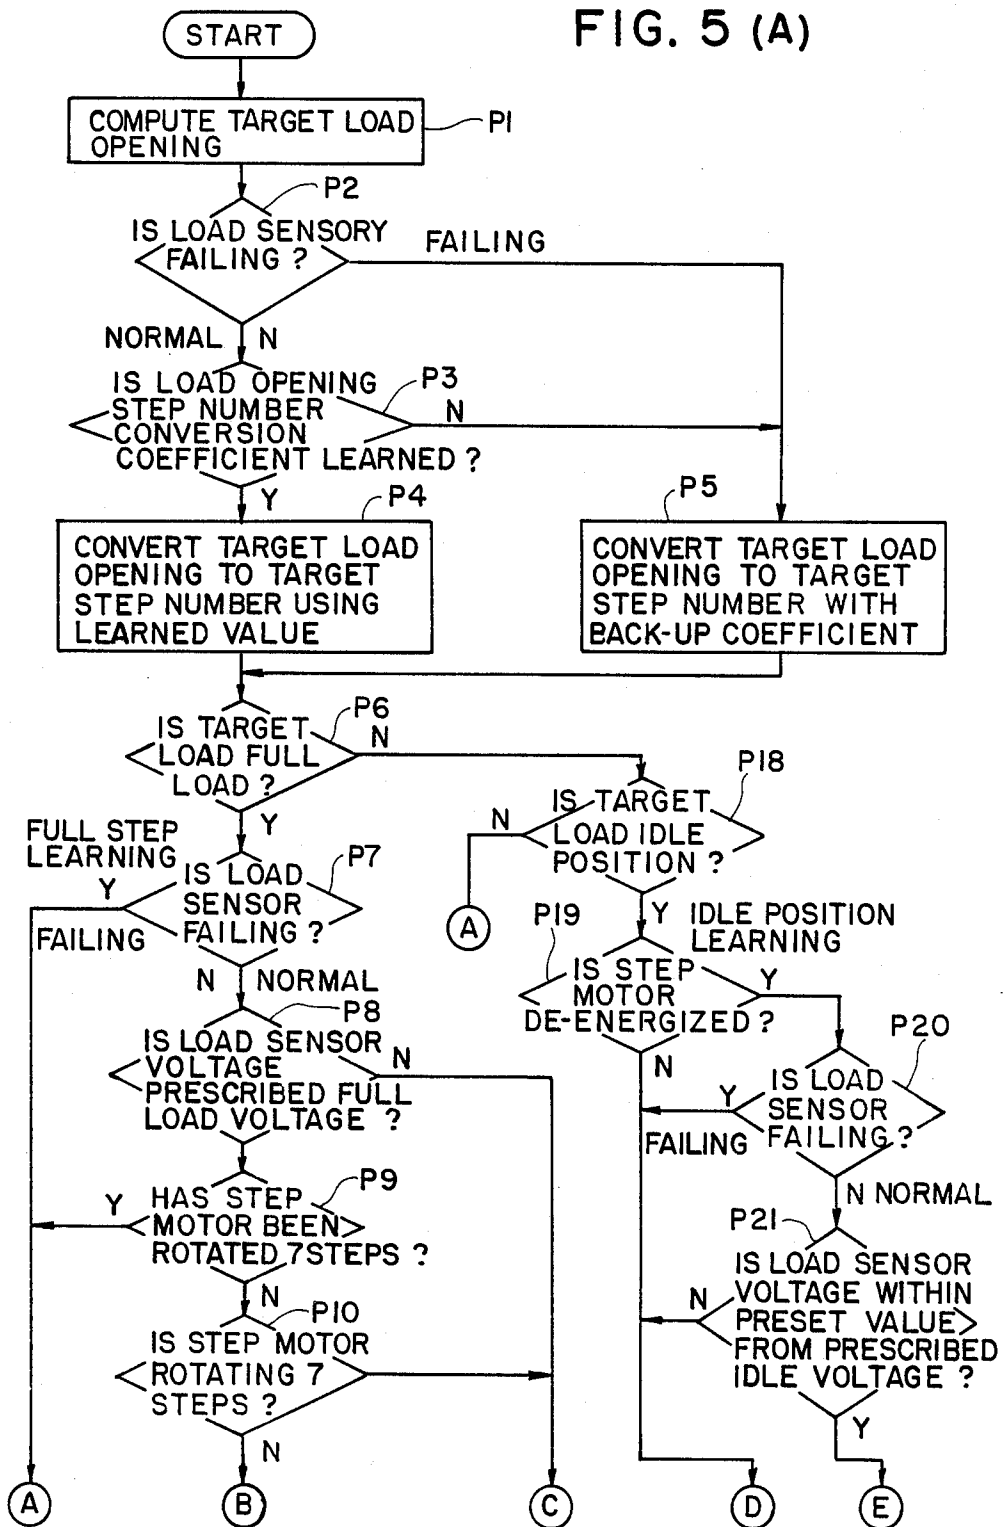 FIG. 5 (A)
START
COMPUTE TARGET LOAD
OPENING
P1
P2
IS LOAD SENSORY
FAILING ?
FAILING
NORMAL
N
IS LOAD OPENING
STEP NUMBER
CONVERSION
COEFFICIENT LEARNED ?
P3
N
Y
P4
CONVERT TARGET LOAD
OPENING TO TARGET
STEP NUMBER USING
LEARNED VALUE
P5
CONVERT TARGET LOAD
OPENING TO TARGET
STEP NUMBER WITH
BACK-UP COEFFICIENT
P6
IS TARGET
LOAD FULL
LOAD ?
N
Y
P18
IS TARGET
LOAD IDLE
POSITION ?
N
A
Y
FULL STEP
LEARNING
P7
IS LOAD
SENSOR
FAILING ?
Y
FAILING
N
NORMAL
P19
IDLE POSITION
LEARNING
IS STEP
MOTOR
DE-ENERGIZED ?
Y
N
P8
IS LOAD SENSOR
VOLTAGE
PRESCRIBED FULL
LOAD VOLTAGE ?
N
P20
IS LOAD
SENSOR
FAILING ?
Y
FAILING
N NORMAL
P9
HAS STEP
MOTOR BEEN
ROTATED 7 STEPS ?
Y
N
P21
IS LOAD SENSOR
VOLTAGE WITHIN
PRESET VALUE
FROM PRESCRIBED
IDLE VOLTAGE ?
N
Y
P10
IS STEP MOTOR
ROTATING 7
STEPS ?
N
A
B
C
D
E